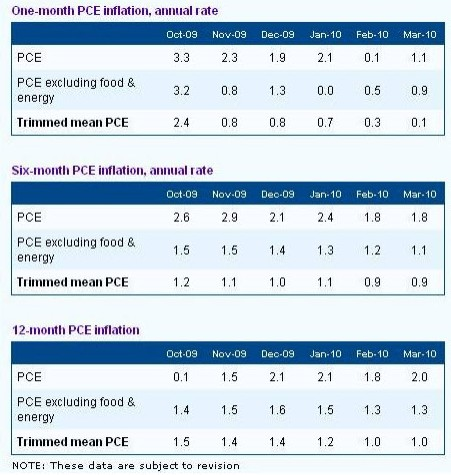 One-month PCE inflation, annual rate
Oct-09 Nov-09 Dec-09 Jan-10 Feb-10 Mar-10
PCE 3.3 2.3 1.9 2.1 0.1 1.1
PCE excluding food &
energy 3.2 0.8 1.3 0.0 0.5 0.9
Trimmed mean PCE 2.4 0.8 0.8 0.7 0.3 0.1
Six-month PCE inflation, annual rate
Oct-09 Nov-09 Dec-09 Jan-10 Feb-10 Mar-10
PCE 2.6 2.9 2.1 2.4 1.8 1.8
PCE excluding food &
energy 1.5 1.5 1.4 1.3 1.2 1.1
Trimmed mean PCE 1.2 1.1 1.0 1.1 0.9 0.9
12-month PCE inflation
Oct-09 Nov-09 Dec-09 Jan-10 Feb-10 Mar-10
PCE 0.1 1.5 2.1 2.1 1.8 2.0
PCE excluding food &
energy 1.4 1.5 1.6 1.5 1.3 1.3
Trimmed mean PCE 1.5 1.4 1.4 1.2 1.0 1.0
NOTE: These data are subject to revision